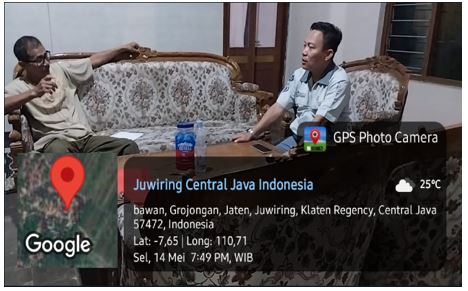 GPS Photo Camera
Juwiring Central Java Indonesia
25°C
bawan, Grojongan, Jaten, Juwiring, Klaten Regency, Central Java
57472, Indonesia
Lat: -7,65 | Long: 110,71
Sel, 14 Mei 7:49 PM, WIB
Google